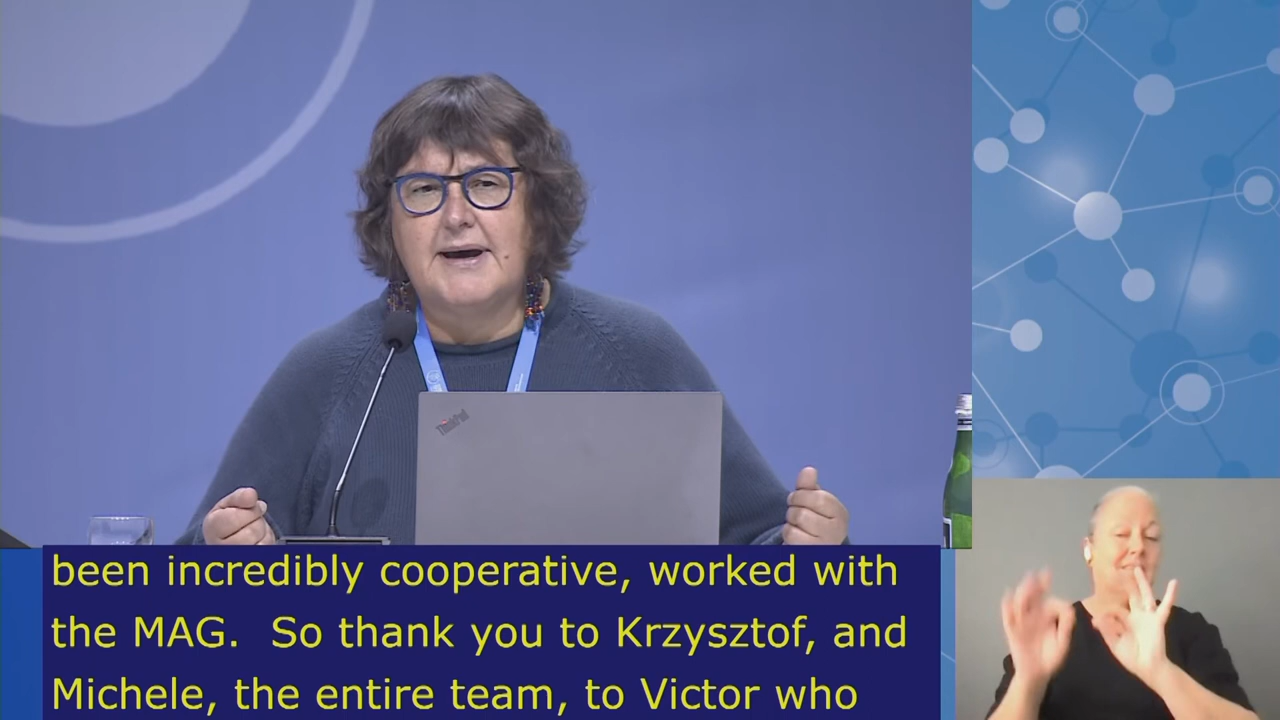 ThinkPad
been incredibly cooperative, worked with
the MAG.  So thank you to Krzysztof, and
Michele, the entire team, to Victor who